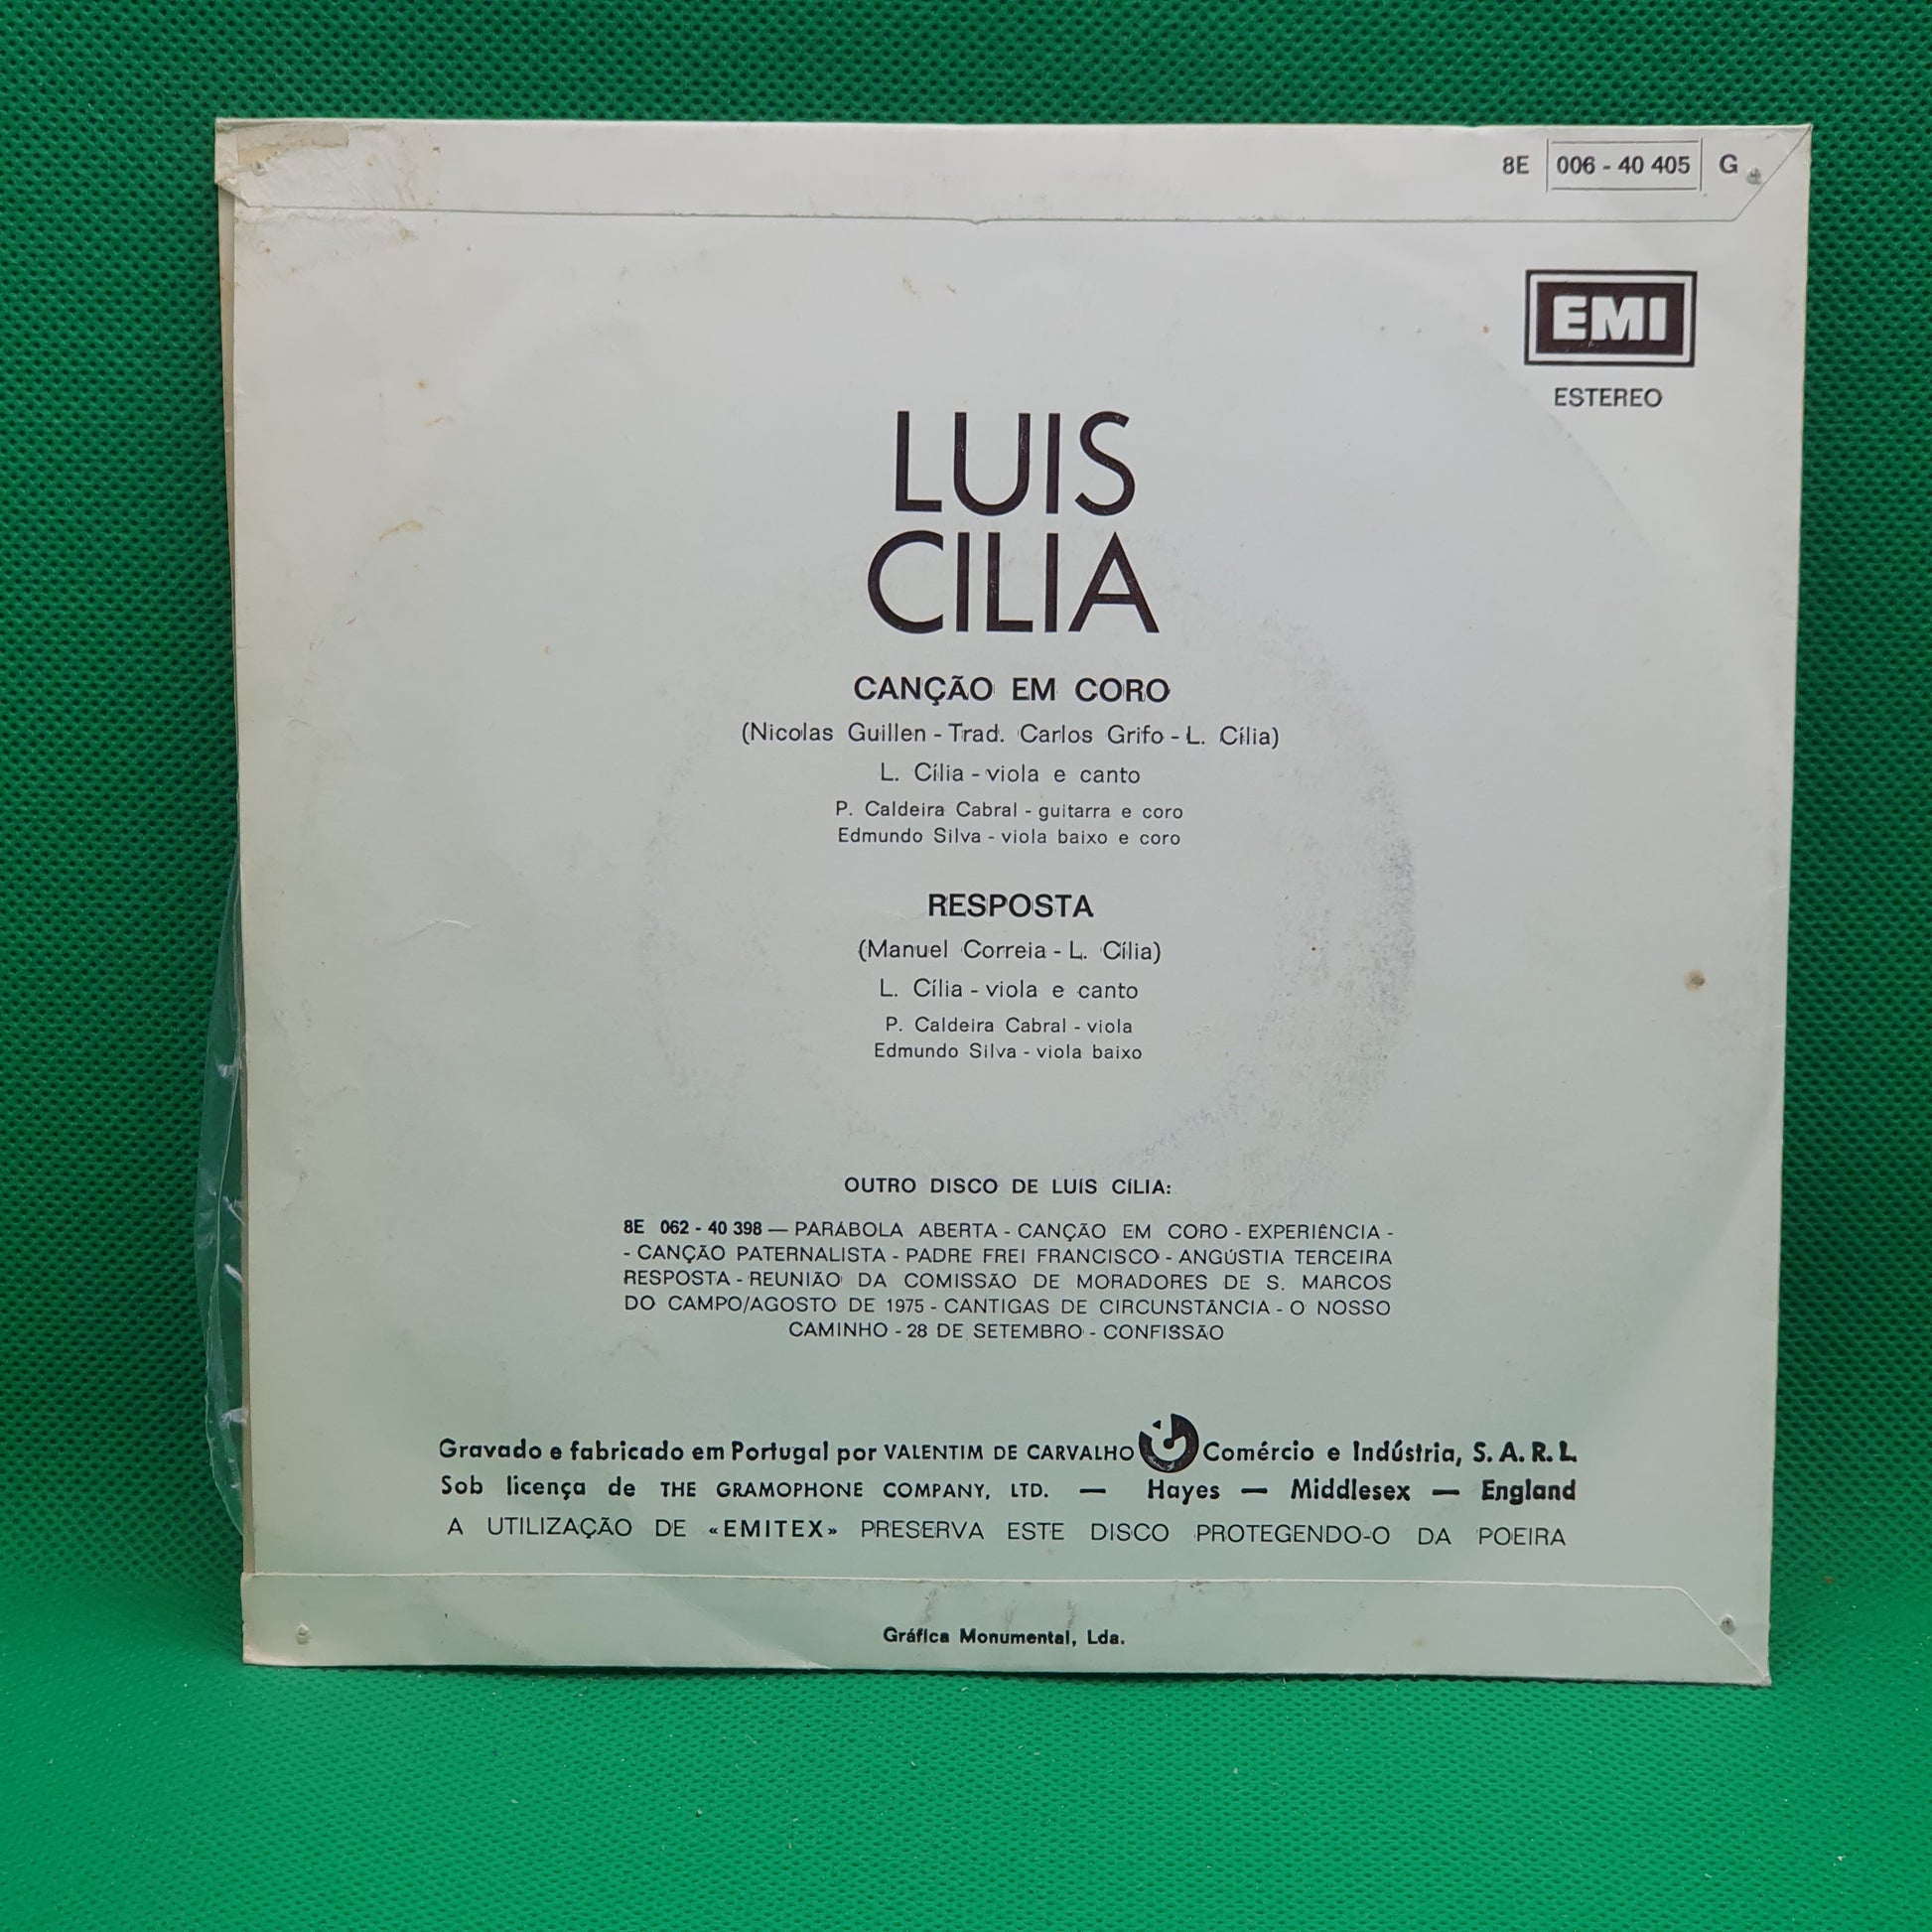 8E 006 - 40 405 G
EMI
ESTEREO
LUIS
CILIA
CANÇÃO EM CORO
(Nicolas Guillen - Trad. Carlos Grifo - L. Cília)
L. Cília - viola e canto
P. Caldeira Cabral - guitarra e coro
Edmundo Silva - viola baixo e coro
RESPOSTA
(Manuel Correia - L. Cília)
L. Cília - viola e canto
P. Caldeira Cabral - viola
Edmundo Silva - viola baixo
OUTRO DISCO DE LUÍS CÍLIA:
8E 062 - 40 398 — PARÁBOLA ABERTA - CANÇÃO EM CORO - EXPERIÊNCIA -
- CANÇÃO PATERNALISTA - PADRE FREI FRANCISCO - ANGÚSTIA TERCEIRA
RESPOSTA - REUNIÃO DA COMISSÃO DE MORADORES DE S. MARCOS
DO CAMPO/AGOSTO DE 1975 - CANTIGAS DE CIRCUNSTÂNCIA - O NOSSO
CAMINHO - 28 DE SETEMBRO - CONFISSÃO
Gravado e fabricado em Portugal por VALENTIM DE CARVALHO Comércio e Indústria, S. A. R. L.
Sob licença de THE GRAMOPHONE COMPANY, LTD. — Hayes — Middlesex — England
A UTILIZAÇÃO DE «EMITEX» PRESERVA ESTE DISCO PROTEGENDO-O DA POEIRA
Gráfica Monumental, Lda.